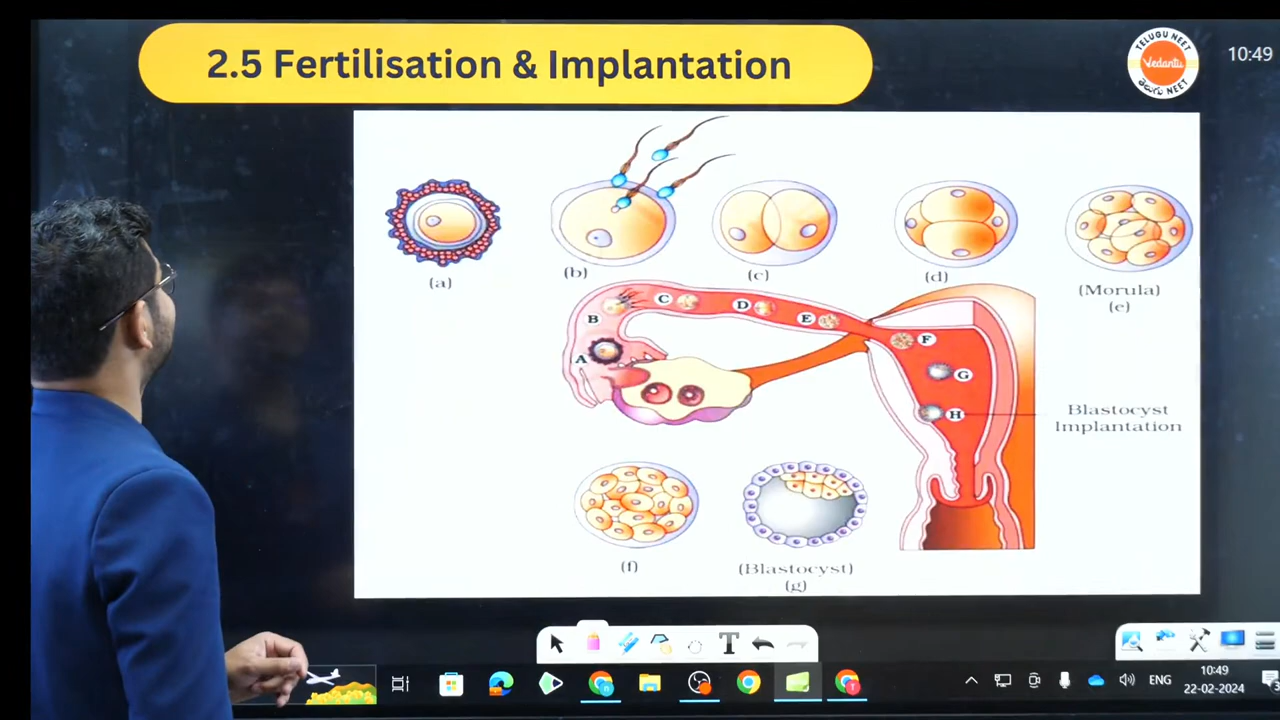 2.5 Fertilisation & Implantation
TELUGU NEET
Vedantu
తెలుగు NEET
10:49
(a)
(b)
(c)
(d)
(Morula)
(e)
A
B
C
D
E
F
G
H
Blastocyst
Implantation
(f)
(Blastocyst)
(g)
T
ENG
10:49
22-02-2024